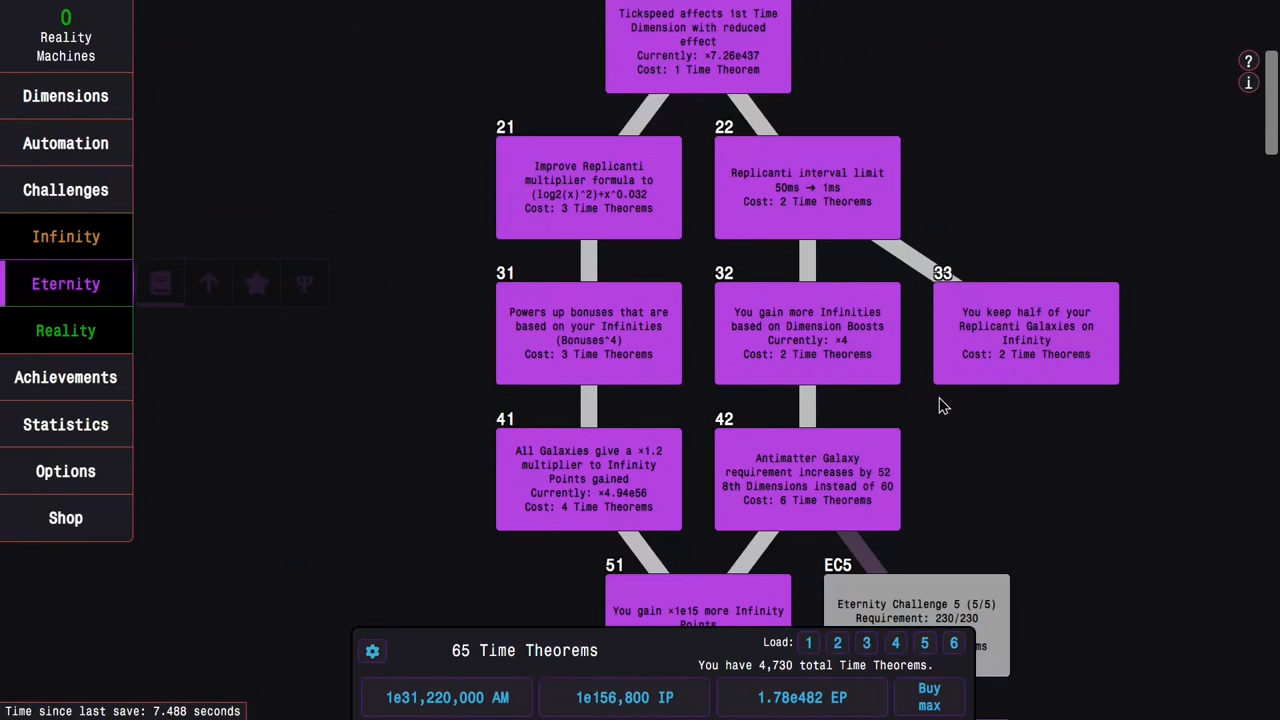 0
Reality
Machines
Dimensions
Automation
Challenges
Infinity
Eternity
Reality
Achievements
Statistics
Options
Shop
Time since last save: 7.488 seconds
Tickspeed affects 1st Time
Dimension with reduced
effect
Currently: ×7.26e437
Cost: 1 Time Theorem
?
i
21
Improve Replicanti
multiplier formula to
(log2(x)^2)+x^0.032
Cost: 3 Time Theorems
22
Replicanti interval limit
50ms → 1ms
Cost: 2 Time Theorems
31
Powers up bonuses that are
based on your Infinities
(Bonuses^4)
Cost: 3 Time Theorems
32
You gain more Infinities
based on Dimension Boosts
Currently: ×4
Cost: 2 Time Theorems
33
You keep half of your
Replicanti Galaxies on
Infinity
Cost: 2 Time Theorems
41
All Galaxies give a ×1.2
multiplier to Infinity
Points gained
Currently: ×4.94e56
Cost: 4 Time Theorems
42
Antimatter Galaxy
requirement increases by 52
8th Dimensions instead of 60
Cost: 6 Time Theorems
51
You gain ×1e15 more Infinity
Points
EC5
Eternity Challenge 5 (5/5)
Requirement: 230/230
ms
65 Time Theorems
Load: 1 2 3 4 5 6
You have 4,730 total Time Theorems.
1e31,220,000 AM
1e156,800 IP
1.78e482 EP
Buy
max